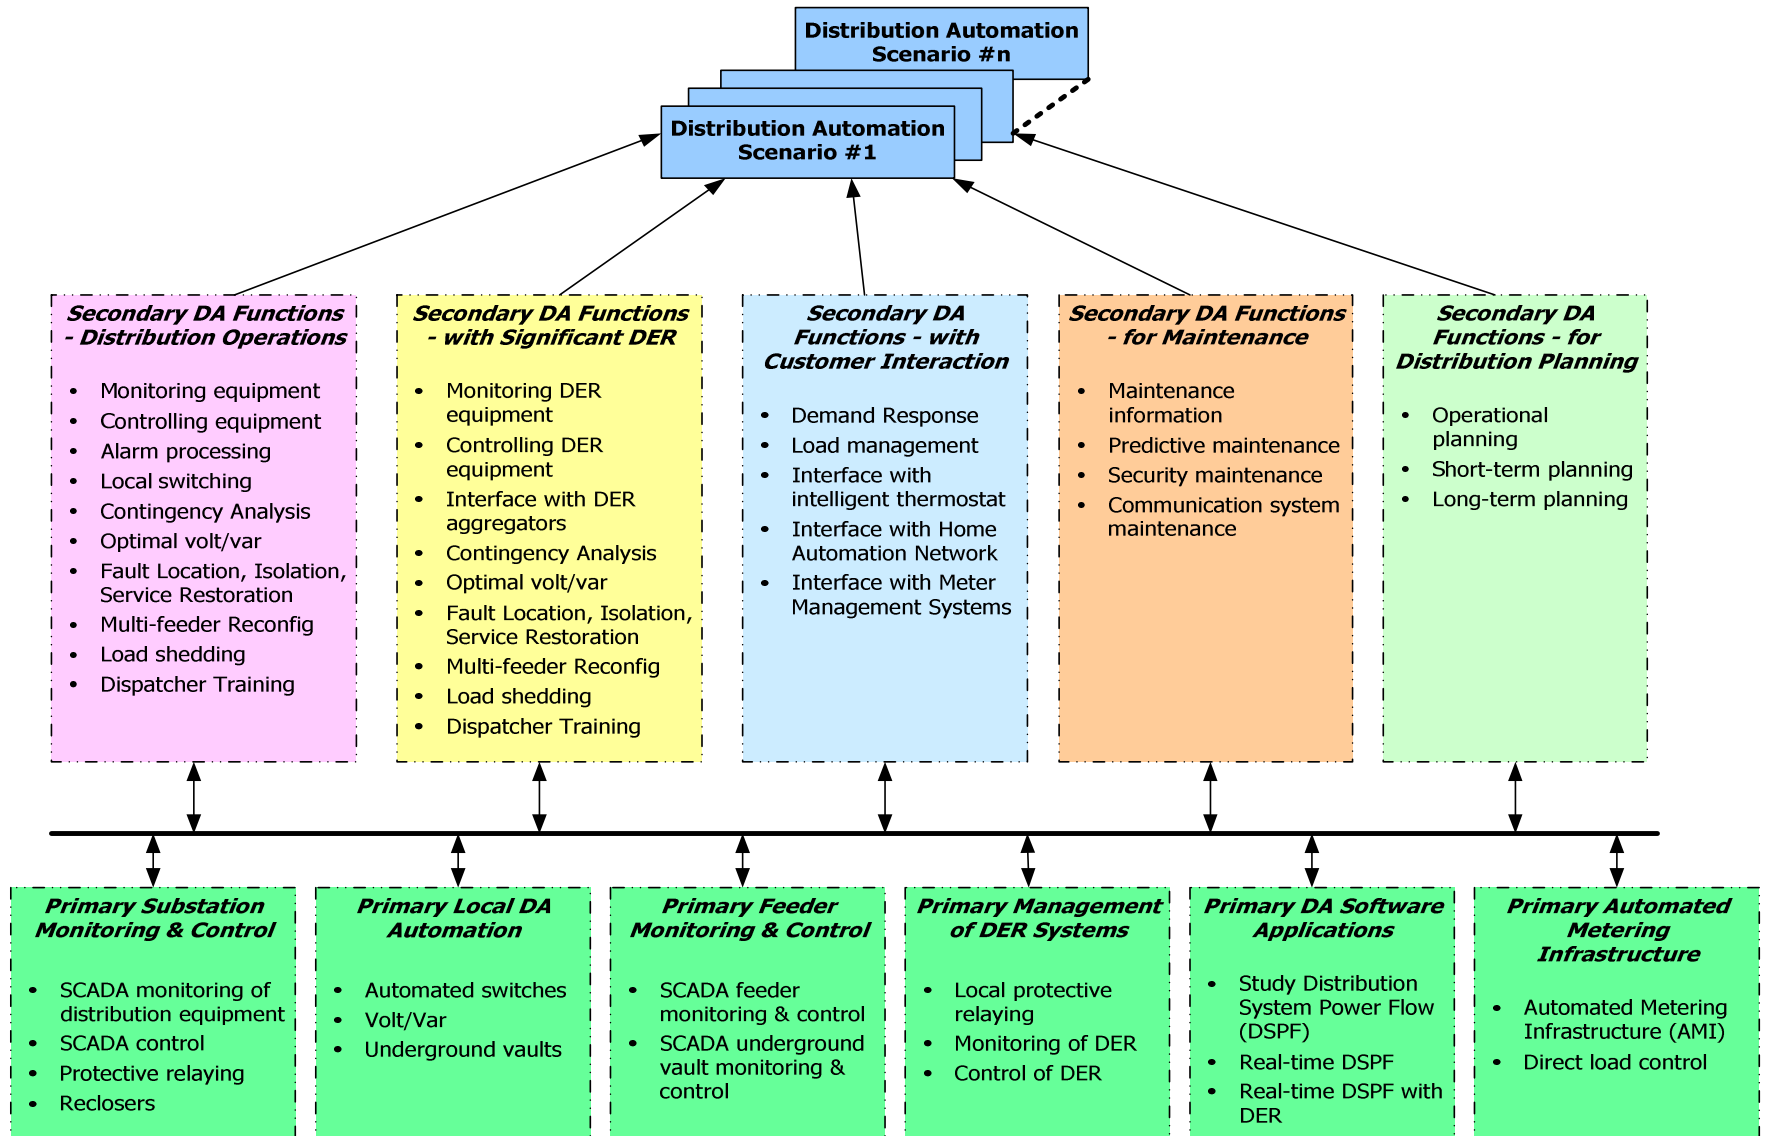 Distribution Automation
Scenario #n
Distribution Automation
Scenario #1
Secondary DA Functions
- Distribution Operations
• Monitoring equipment
• Controlling equipment
• Alarm processing
• Local switching
• Contingency Analysis
• Optimal volt/var
• Fault Location, Isolation,
Service Restoration
• Multi-feeder Reconfig
• Load shedding
• Dispatcher Training
Secondary DA Functions
- with Significant DER
• Monitoring DER
equipment
• Controlling DER
equipment
• Interface with DER
aggregators
• Contingency Analysis
• Optimal volt/var
• Fault Location, Isolation,
Service Restoration
• Multi-feeder Reconfig
• Load shedding
• Dispatcher Training
Secondary DA
Functions - with
Customer Interaction
• Demand Response
• Load management
• Interface with
intelligent thermostat
• Interface with Home
Automation Network
• Interface with Meter
Management Systems
Secondary DA Functions
- for Maintenance
• Maintenance
information
• Predictive maintenance
• Security maintenance
• Communication system
maintenance
Secondary DA
Functions - for
Distribution Planning
• Operational
planning
• Short-term planning
• Long-term planning
Primary Substation
Monitoring & Control
• SCADA monitoring of
distribution equipment
• SCADA control
• Protective relaying
• Reclosers
Primary Local DA
Automation
• Automated switches
• Volt/Var
• Underground vaults
Primary Feeder
Monitoring & Control
• SCADA feeder
monitoring & control
• SCADA underground
vault monitoring &
control
Primary Management
of DER Systems
• Local protective
relaying
• Monitoring of DER
• Control of DER
Primary DA Software
Applications
• Study Distribution
System Power Flow
(DSPF)
• Real-time DSPF
• Real-time DSPF with
DER
Primary Automated
Metering
Infrastructure
• Automated Metering
Infrastructure (AMI)
• Direct load control